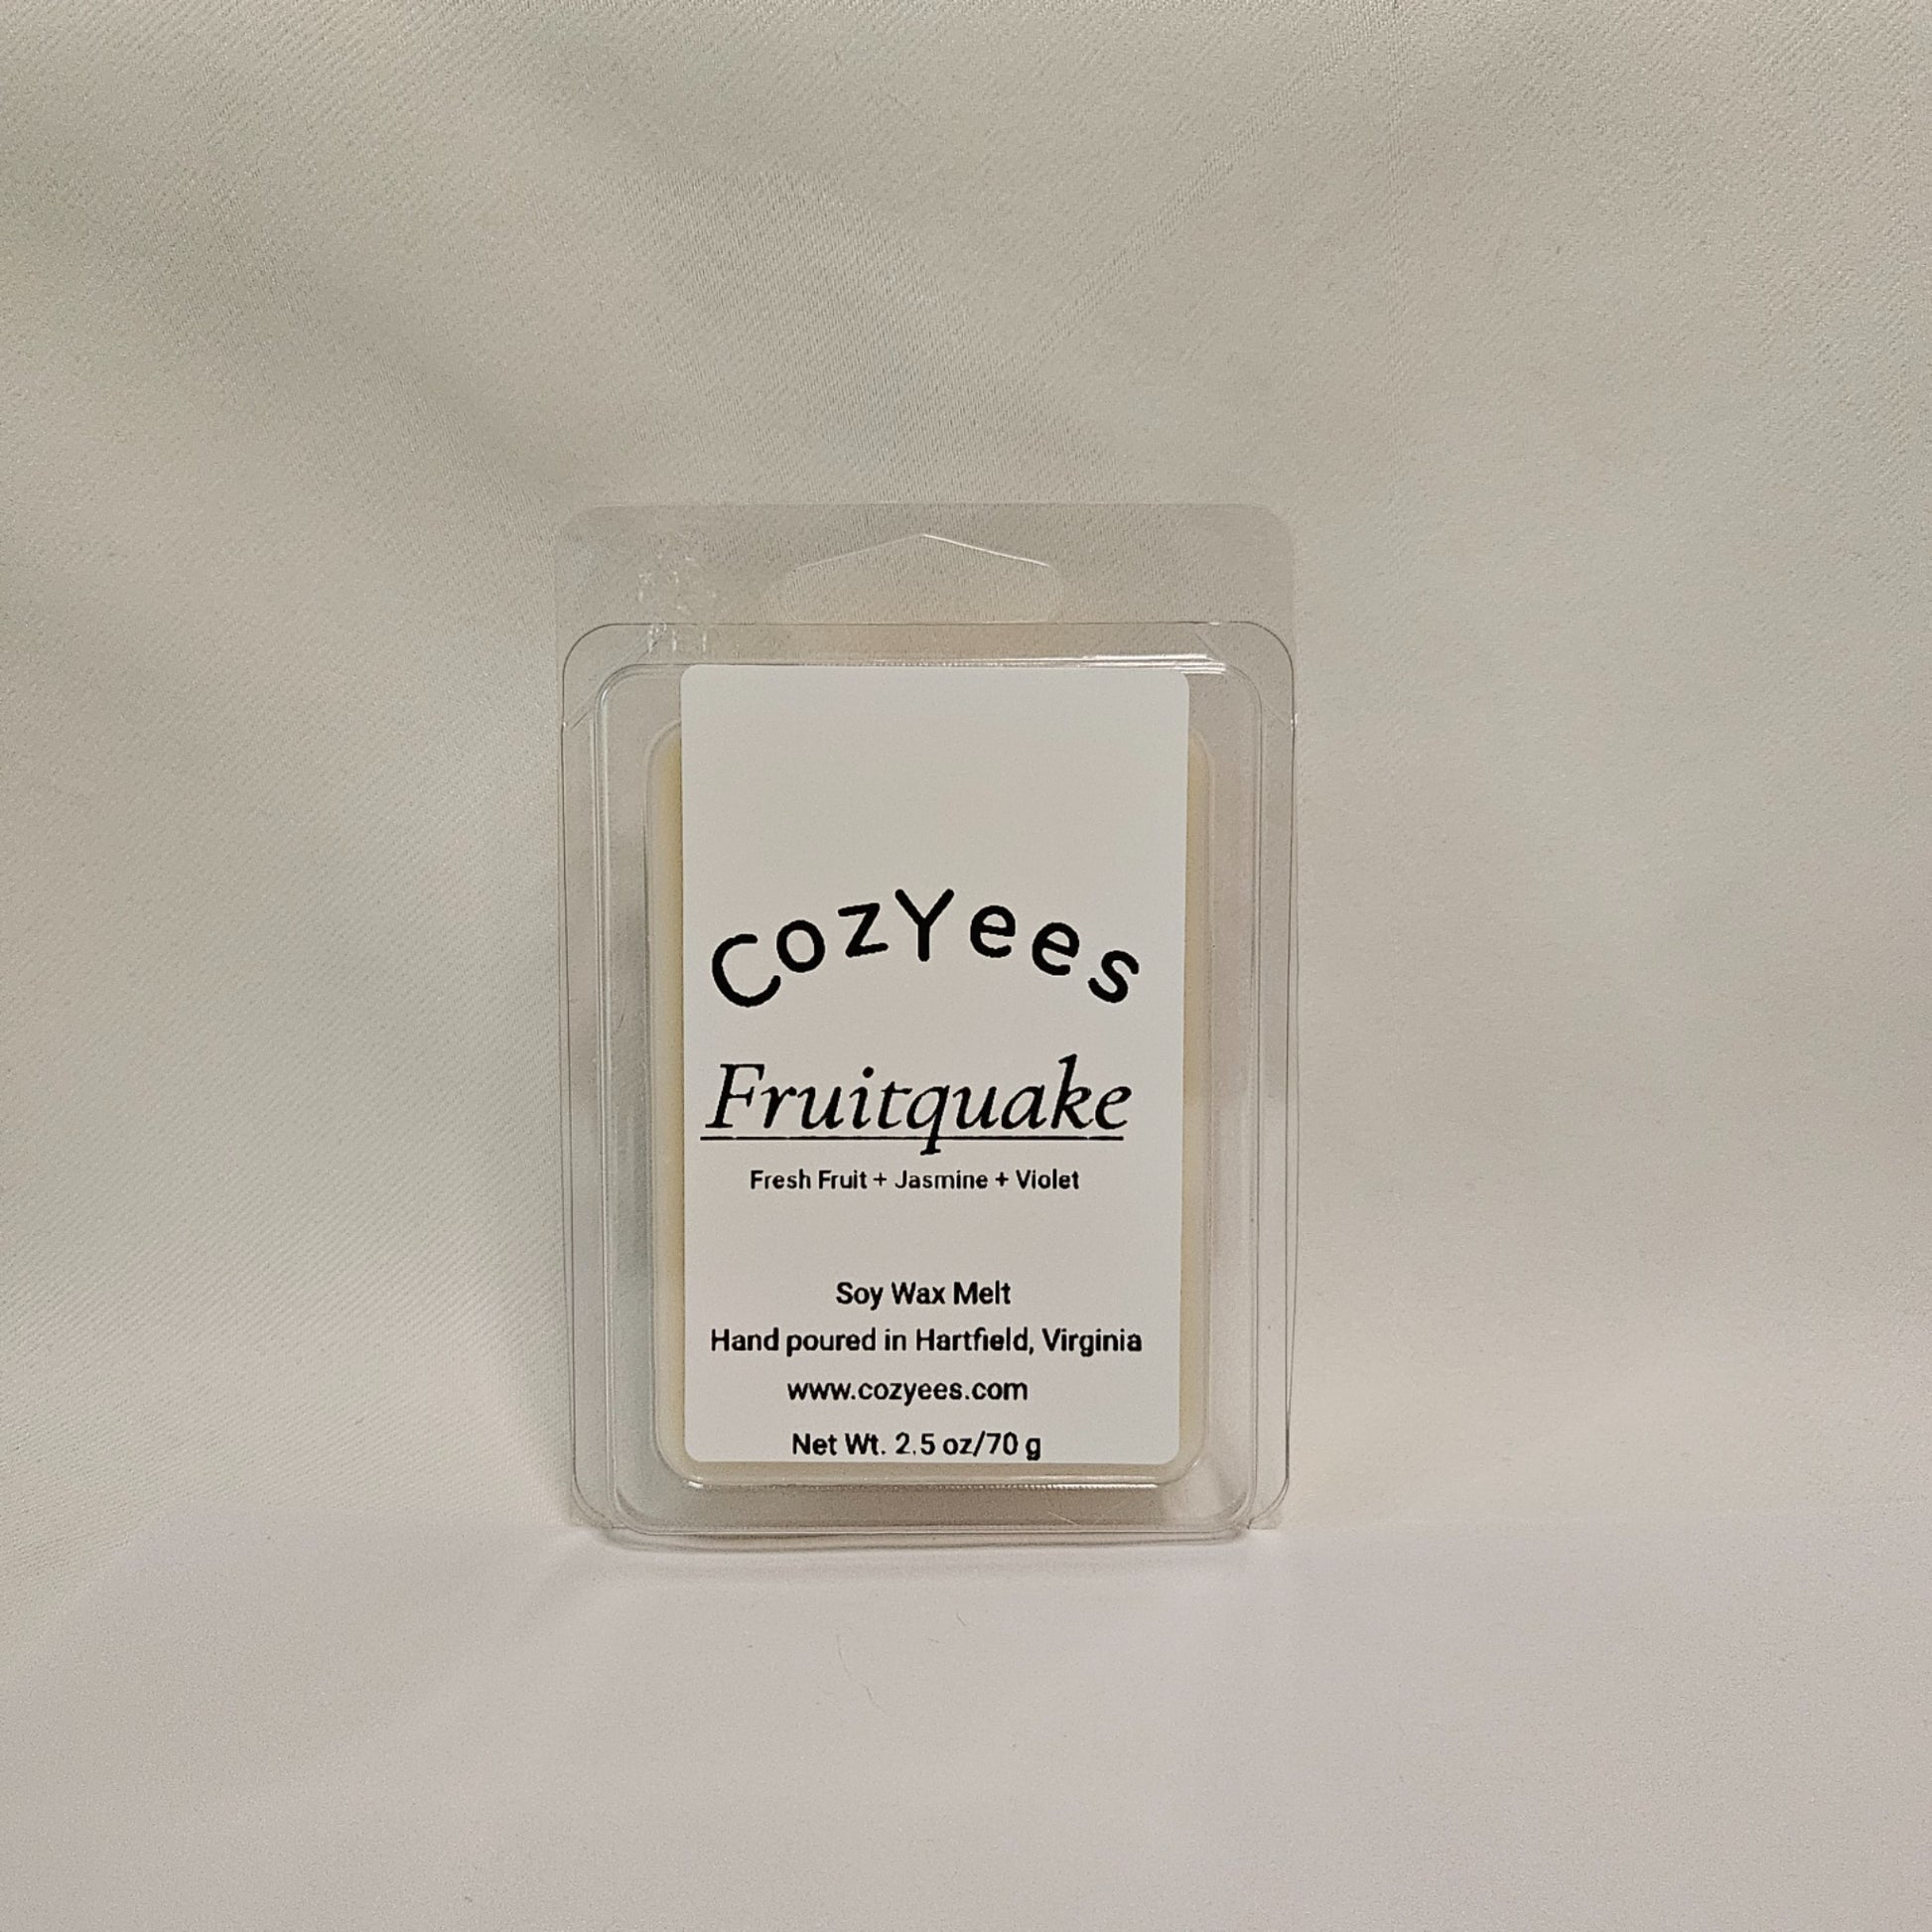 CozYees
Fruitquake
Fresh Fruit + Jasmine + Violet
Soy Wax Melt
Hand poured in Hartfield, Virginia
www.cozyees.com
Net Wt. 2.5 oz/70 g